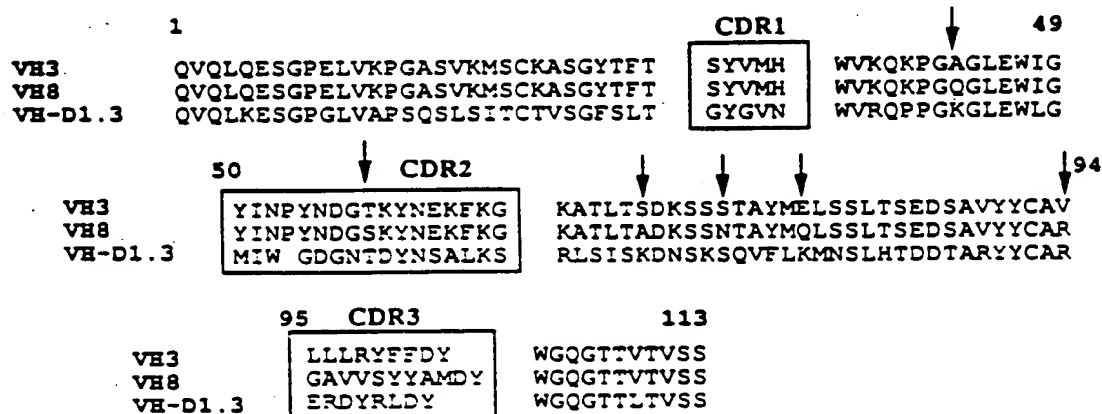 1 CDR1 49
VH3 QVQLQESGPELVKPGASVKMSCKASGYTFT SYVMH WVKQKPGAGLEWIG
VH8 QVQLQESGPELVKPGASVKMSCKASGYTFT SYVMH WVKQKPGQGLEWIG
VH-D1.3 QVQLKESGPGLVAPSQSLSITCTVSGFSLT GYGVN WVRQPPGKGLEWLG
50 CDR2 94
VH3 YINPYNDGTKYNEKFKG KATLTSDKSSSTAYMELSSLTSEDSAVYYCAV
VH8 YINPYNDGSKYNEKFKG KATLTADKSSNTAYMQLSSLTSEDSAVYYCAR
VH-D1.3 MIW GDGNTDYNSALKS RLSISKDNSKSQVFLKMNSLHTDDTARYYCAR
95 CDR3 113
VH3 LLLRYFFDY WGQGTTVTVSS
VH8 GAVVSYYAMDY WGQGTTVTVSS
VH-D1.3 ERDYRLDY WGQGTTLTVSS